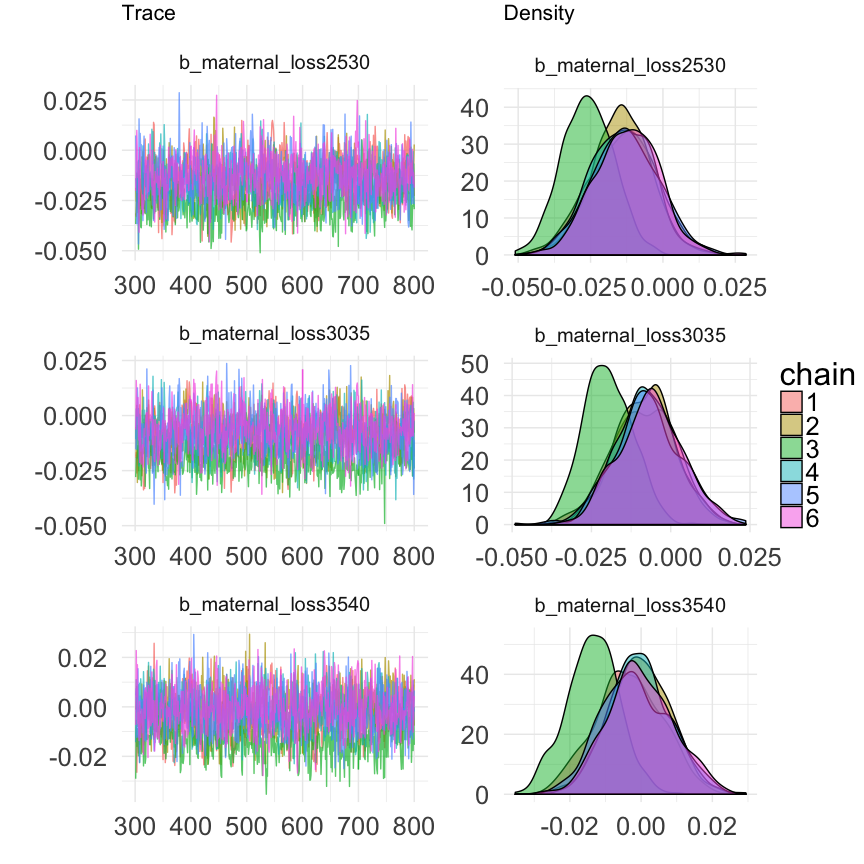 Trace
Density
b_maternal_loss2530
0.025
0.000
-0.025
-0.050
300 400 500 600 700 800
b_maternal_loss2530
40
30
20
10
0
-0.050 -0.025 0.000 0.025
b_maternal_loss3035
0.025
0.000
-0.025
-0.050
300 400 500 600 700 800
b_maternal_loss3035
50
40
30
20
10
0
-0.050 -0.025 0.000 0.025
b_maternal_loss3540
0.02
0.00
-0.02
300 400 500 600 700 800
b_maternal_loss3540
40
20
0
-0.02 0.00 0.02
chain
1
2
3
4
5
6